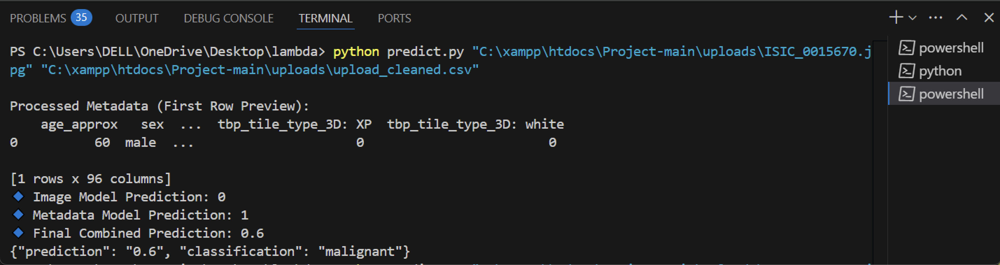 PROBLEMS 35 OUTPUT DEBUG CONSOLE TERMINAL PORTS
PS C:\Users\DELL\OneDrive\Desktop\lambda> python predict.py "C:\xampp\htdocs\Project-main\uploads\ISIC_0015670.j
pg" "C:\xampp\htdocs\Project-main\uploads\upload_cleaned.csv"
Processed Metadata (First Row Preview):
age_approx sex ... tbp_tile_type_3D: XP tbp_tile_type_3D: white
0 60 male ... 0 0
[1 rows x 96 columns]
Image Model Prediction: 0
Metadata Model Prediction: 1
Final Combined Prediction: 0.6
{"prediction": "0.6", "classification": "malignant"}
powershell
python
powershell